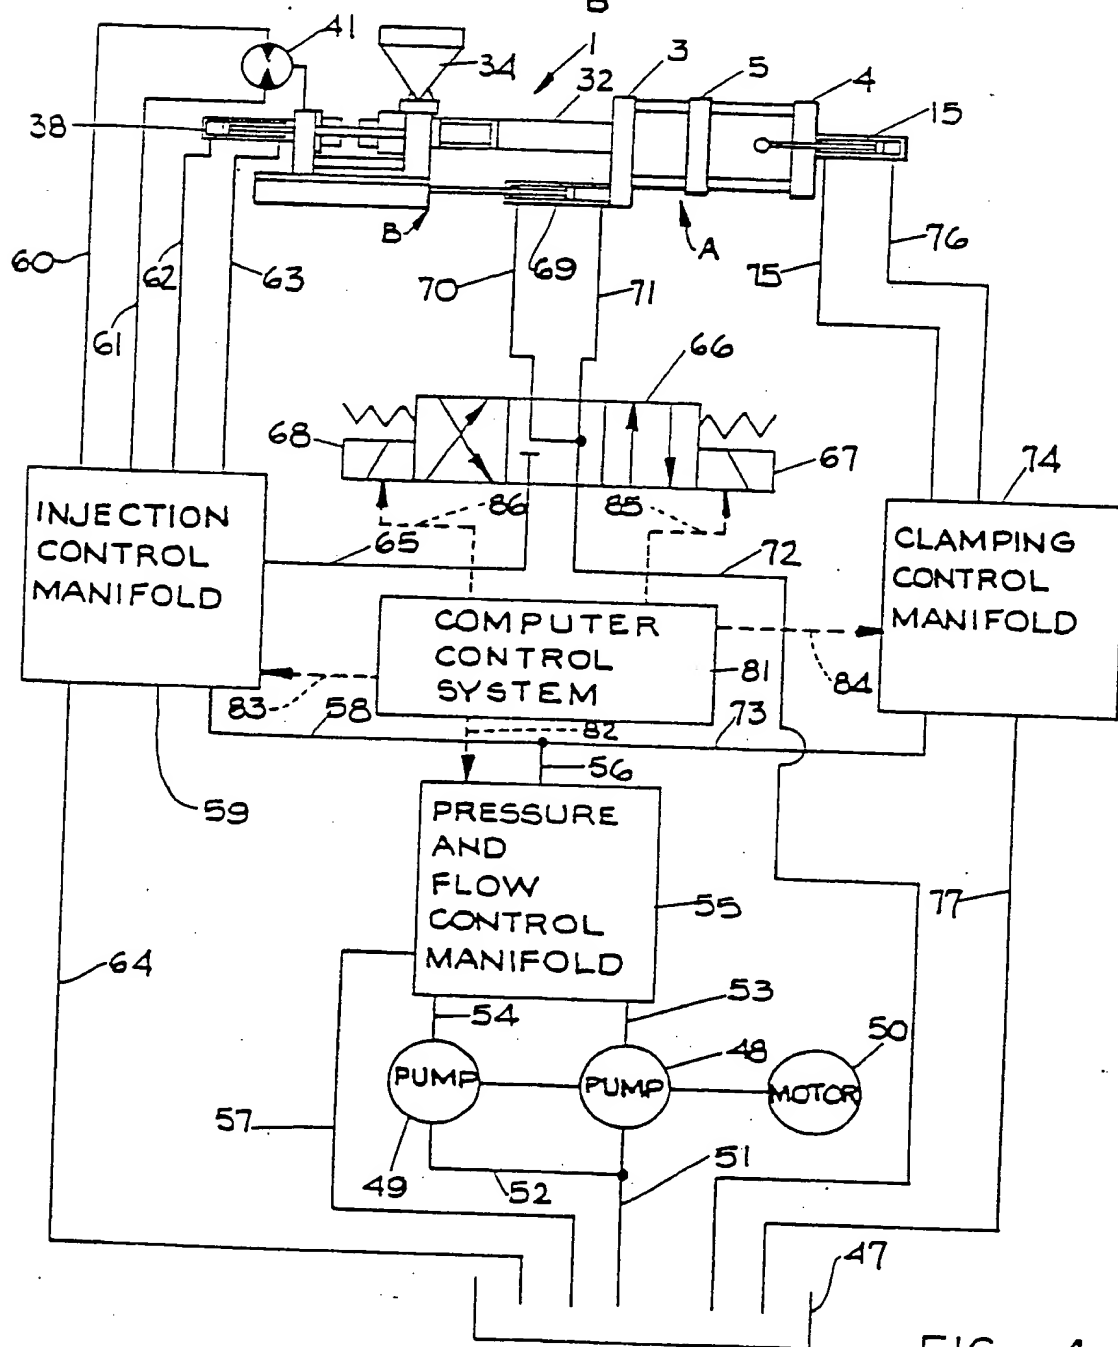 B
1
41
34
32
3
5
4
15
38
B
69
A
60
62
63
61
70
71
75
76
66
68
67
86
85
74
INJECTION
CONTROL
MANIFOLD
65
72
CLAMPING
CONTROL
MANIFOLD
COMPUTER
CONTROL
SYSTEM
81
84
83
58
82
73
56
59
PRESSURE
AND
FLOW
CONTROL
MANIFOLD
55
77
64
54
53
50
48
PUMP
PUMP
MOTOR
57
49
52
51
47